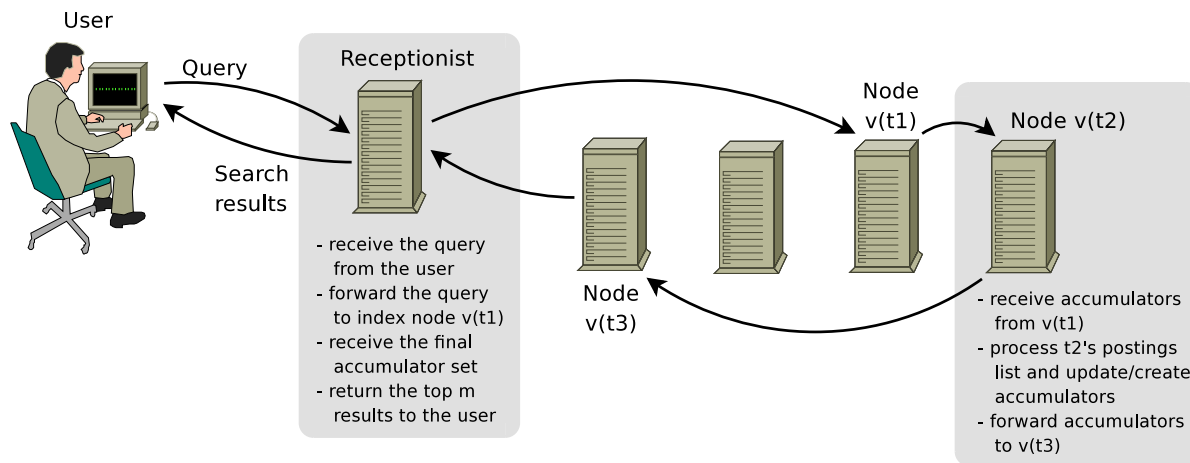 User
Query
Search
results
Receptionist
- receive the query
from the user
- forward the query
to index node v(t1)
- receive the final
accumulator set
- return the top m
results to the user
Node
v(t3)
Node
v(t1)
Node v(t2)
- receive accumulators
from v(t1)
- process t2's postings
list and update/create
accumulators
- forward accumulators
to v(t3)